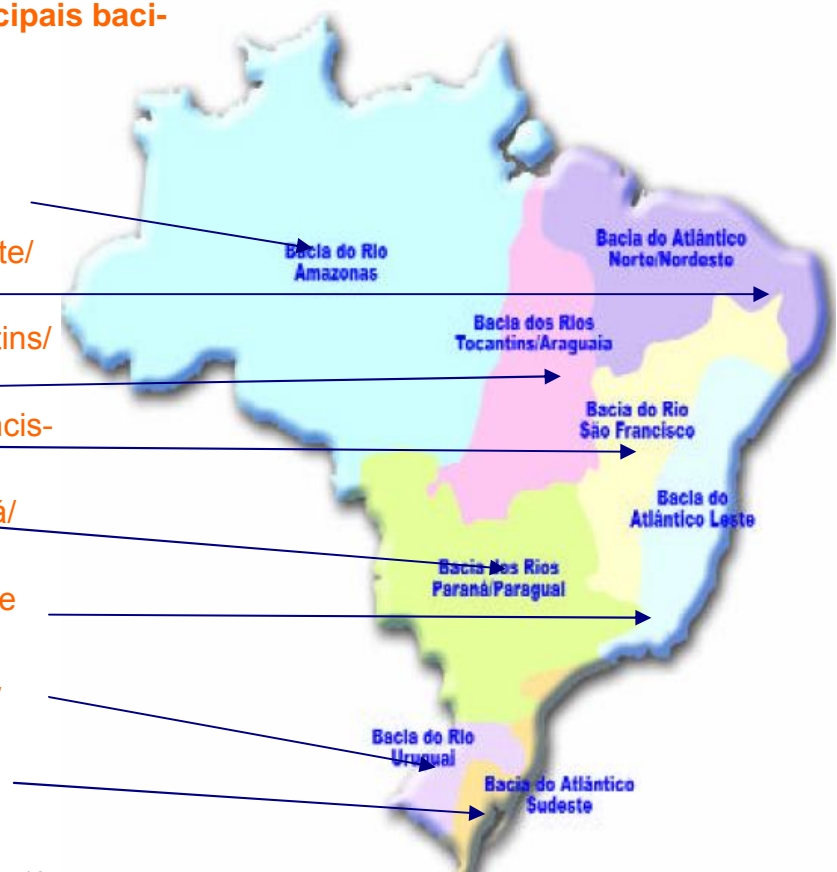 cipais baci-
te/
tins/
ncis-
á/
e
Bacia do Rio
Amazonas
Bacia do Atlântico
Norte/Nordeste
Bacia dos Rios
Tocantins/Araguaia
Bacia do Rio
São Francisco
Bacia do
Atlântico Leste
Bacia dos Rios
Paraná/Paraguai
Bacia do Rio
Uruguai
Bacia do Atlântico
Sudeste